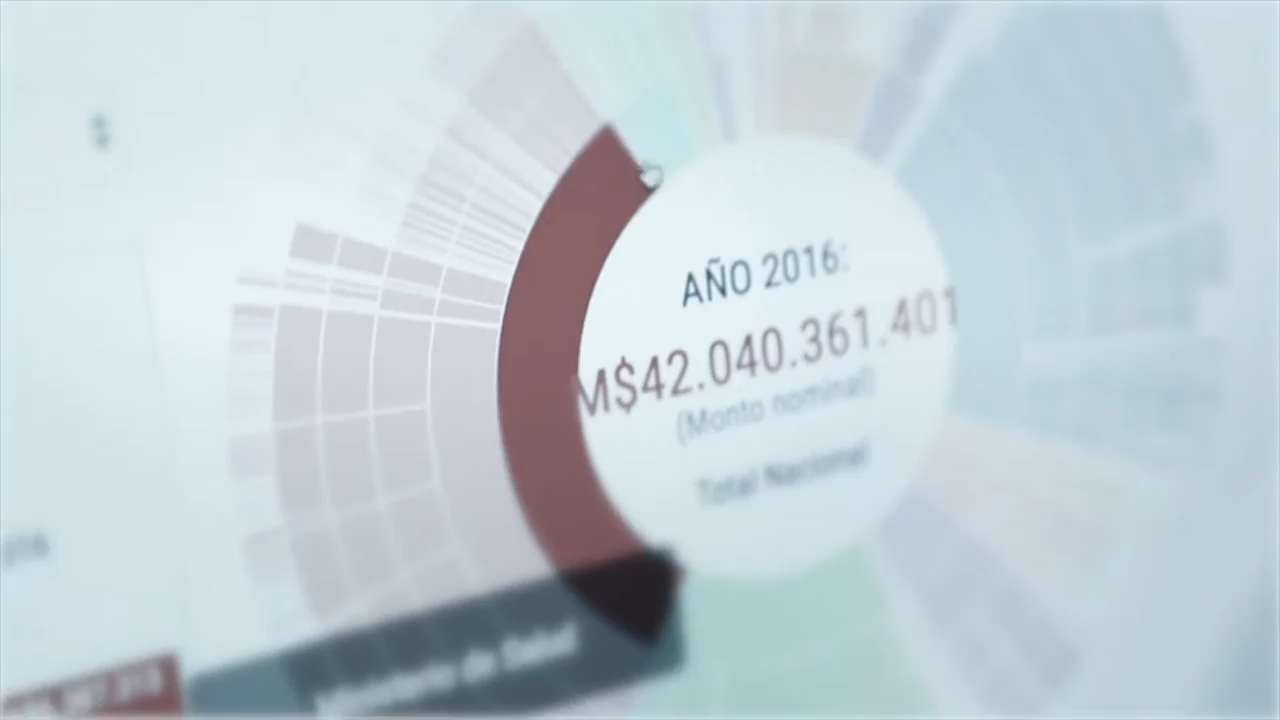 AÑO 2016:
M$42.040.361.401
(Monto nominal)
Total Nacional
Ministerio de Salud